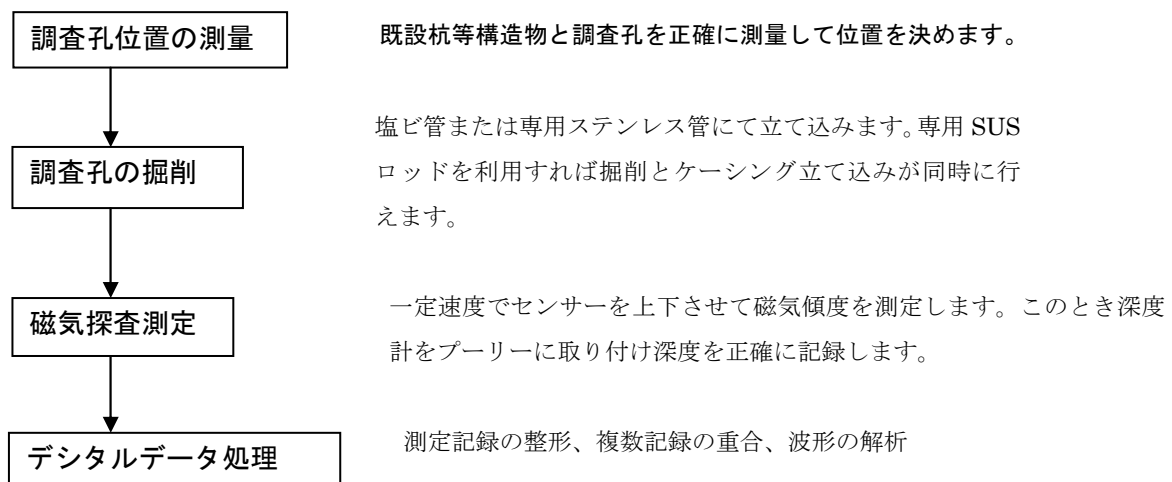 調査孔位置の測量
既設杭等構造物と調査孔を正確に測量して位置を決めます。
調査孔の掘削
塩ビ管または専用ステンレス管にて立て込みます。専用 SUS
ロッドを利用すれば掘削とケーシング立て込みが同時に行
えます。
磁気探査測定
一定速度でセンサーを上下させて磁気傾度を測定します。このとき深度
計をプーリーに取り付け深度を正確に記録します。
デシタルデータ処理
測定記録の整形、複数記録の重合、波形の解析